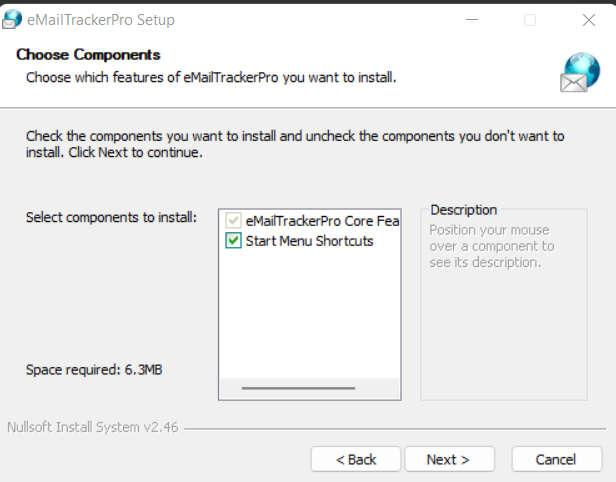 eMailTrackerPro Setup
Choose Components
Choose which features of eMailTrackerPro you want to install.
Check the components you want to install and uncheck the components you don't want to
install. Click Next to continue.
Select components to install:
eMailTrackerPro Core Fea
Start Menu Shortcuts
Description
Position your mouse
over a component to
see its description.
Space required: 6.3MB
Nullsoft Install System v2.46
< Back
Next >
Cancel